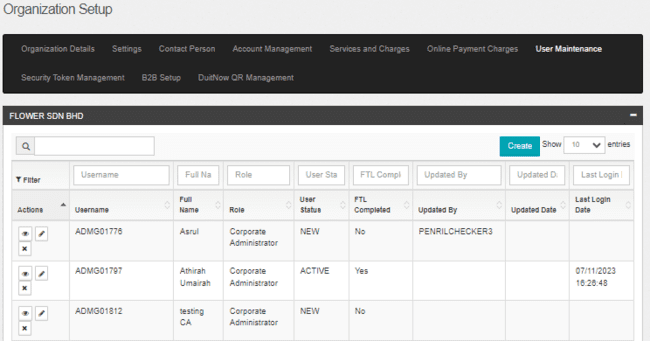 Organization Setup
Organization Details Settings Contact Person Account Management Services and Charges Online Payment Charges User Maintenance
Security Token Management B2B Setup DuitNow QR Management
FLOWER SDN BHD
Create Show 10 entries
Filter Username Full Na Role User Sta FTL Compl Updated By Updated D Last Login
Actions Username Full Name Role User Status FTL Completed Updated By Updated Date Last Login Date
ADMG01776 Asrul Corporate Administrator NEW No PENRILCHECKER3
ADMG01797 Athirah Umairah Corporate Administrator ACTIVE Yes 07/11/2023 16:26:48
ADMG01812 testing CA Corporate Administrator NEW No